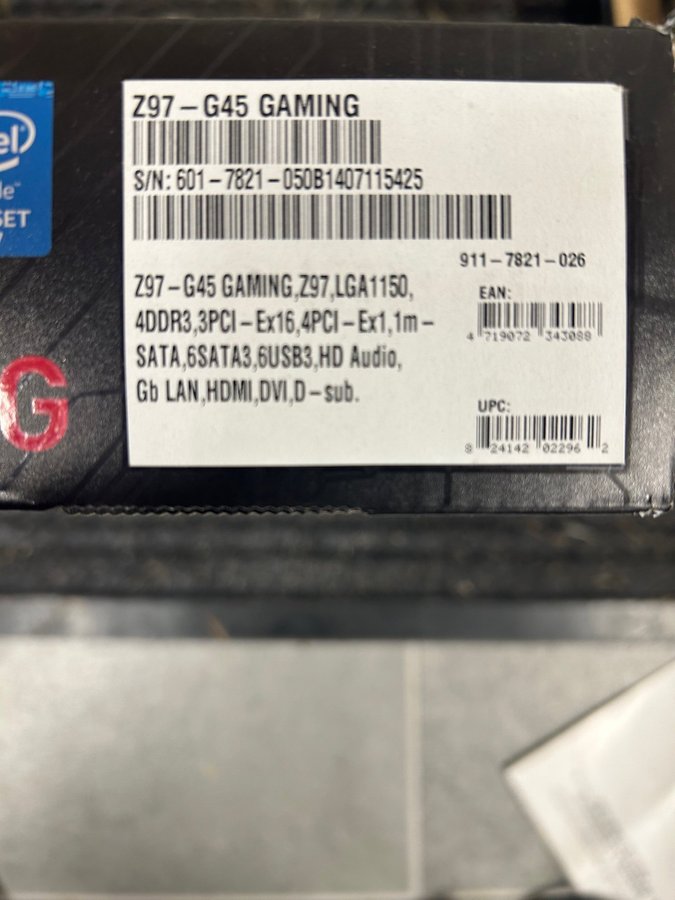 Z97-G45 GAMING
S/N: 601-7821-050B1407115425
911-7821-026
Z97-G45 GAMING,Z97,LGA1150,
4DDR3,3PCI-Ex16,4PCI-Ex1,1m-
SATA,6SATA3,6USB3,HD Audio,
Gb LAN,HDMI,DVI,D-sub.
EAN:
4 719072 343088
UPC:
8 24142 02296 2
G